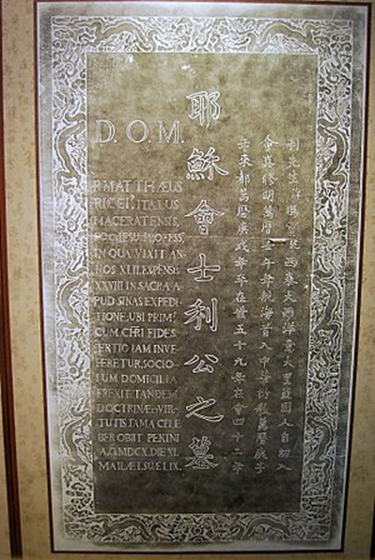 D. O. M.
P. MATTHÆUS
RICCI, ITALUS
MACERATENSIS,
SOC. IESU PROFESS.
IN QUA VIXIT AN-
NOS XLII. EXPENSIS
XXVIII IN SACRA A-
PUD SINAS EXPEDI-
TIONE, UBI PRIM,
CUM CHRI FIDES
TERTIO IAM INVE-
HERETUR, SOCIO-
RUM DOMICILIA
EREXIT. TANDEM
DOCTRINÆ, VIR-
TUTIS FAMA CELE
BER OBIIT PEKINI
A.C. MDCX. DIE XI.
MAII. Æ. SUÆ LIX.
耶穌會士利公之墓
利先生諱瑪竇號西泰大西洋意大里亞國人自幼入
會真修明萬曆壬午年航海首入中華衍教萬曆庚子
年來都萬曆庚戌年卒在世五十九年在會四十二年